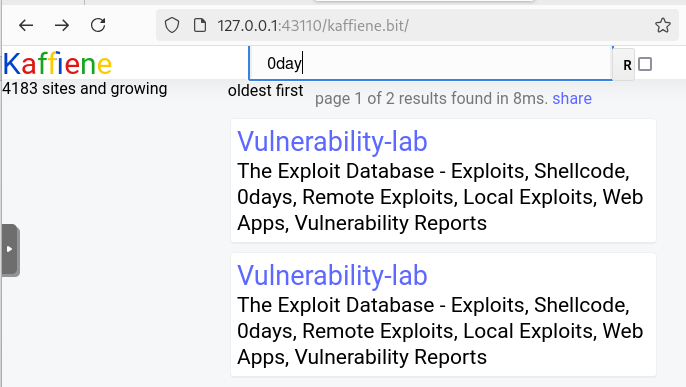 127.0.0.1:43110/kaffiene.bit/
Kaffiene
0day
R
4183 sites and growing
oldest first
page 1 of 2 results found in 8ms. share
Vulnerability-lab
The Exploit Database - Exploits, Shellcode,
0days, Remote Exploits, Local Exploits, Web
Apps, Vulnerability Reports
Vulnerability-lab
The Exploit Database - Exploits, Shellcode,
0days, Remote Exploits, Local Exploits, Web
Apps, Vulnerability Reports